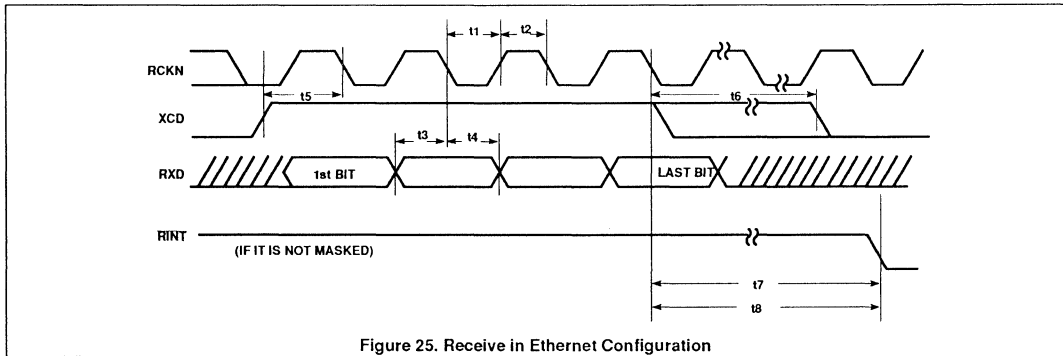 t1
t2
RCKN
t5
t6
XCD
t3
t4
RXD
1st BIT
LAST BIT
RINT
(IF IT IS NOT MASKED)
t7
t8
Figure 25. Receive in Ethernet Configuration